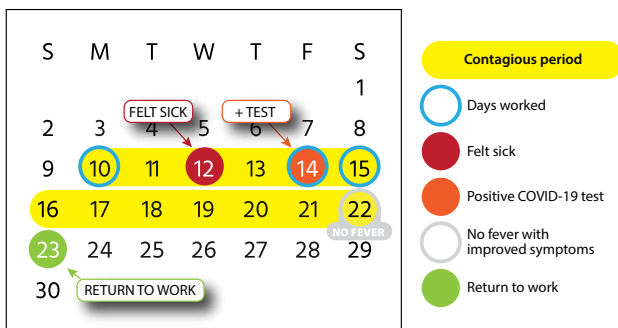 S M T W T F S
1
FELT SICK
+ TEST
2 3 4 5 6 7 8
9 10 11 12 13 14 15
16 17 18 19 20 21 22
NO FEVER
23 24 25 26 27 28 29
30
RETURN TO WORK
Contagious period
Days worked
Felt sick
Positive COVID-19 test
No fever with
improved symptoms
Return to work